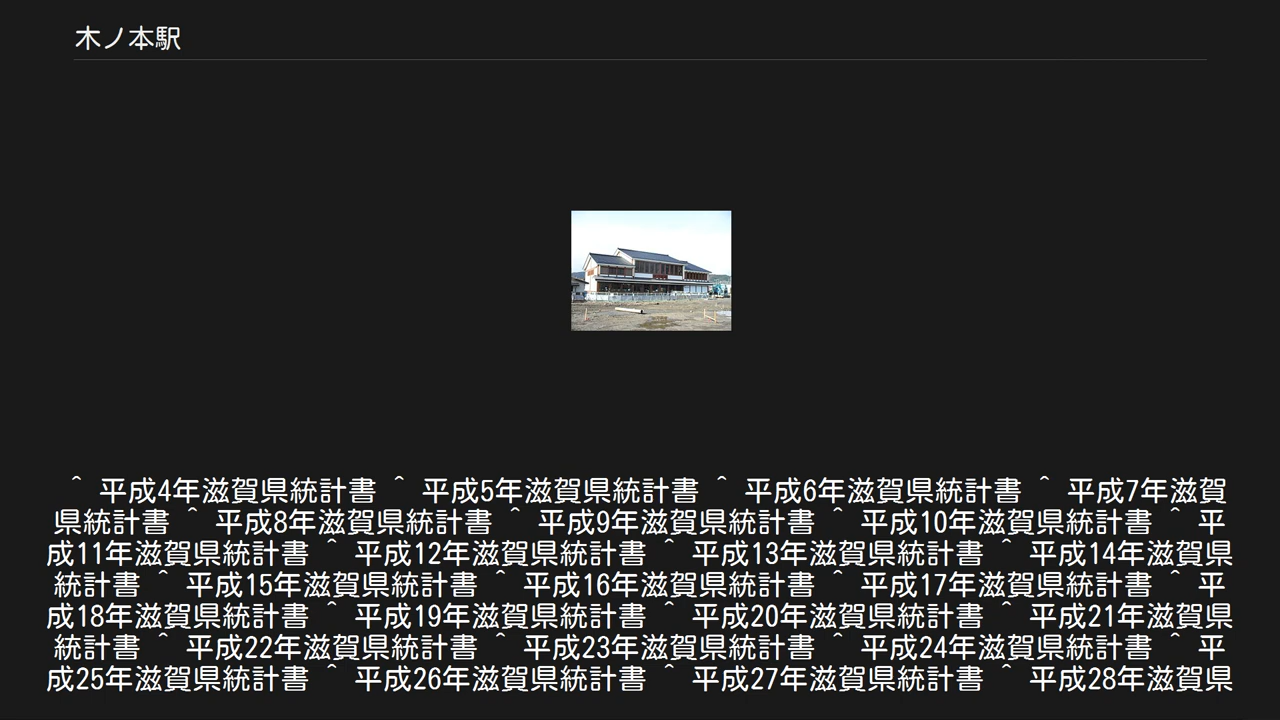 木ノ本駅
^ 平成4年滋賀県統計書 ^ 平成5年滋賀県統計書 ^ 平成6年滋賀県統計書 ^ 平成7年滋賀
県統計書 ^ 平成8年滋賀県統計書 ^ 平成9年滋賀県統計書 ^ 平成10年滋賀県統計書 ^ 平
成11年滋賀県統計書 ^ 平成12年滋賀県統計書 ^ 平成13年滋賀県統計書 ^ 平成14年滋賀県
統計書 ^ 平成15年滋賀県統計書 ^ 平成16年滋賀県統計書 ^ 平成17年滋賀県統計書 ^ 平
成18年滋賀県統計書 ^ 平成19年滋賀県統計書 ^ 平成20年滋賀県統計書 ^ 平成21年滋賀県
統計書 ^ 平成22年滋賀県統計書 ^ 平成23年滋賀県統計書 ^ 平成24年滋賀県統計書 ^ 平
成25年滋賀県統計書 ^ 平成26年滋賀県統計書 ^ 平成27年滋賀県統計書 ^ 平成28年滋賀県